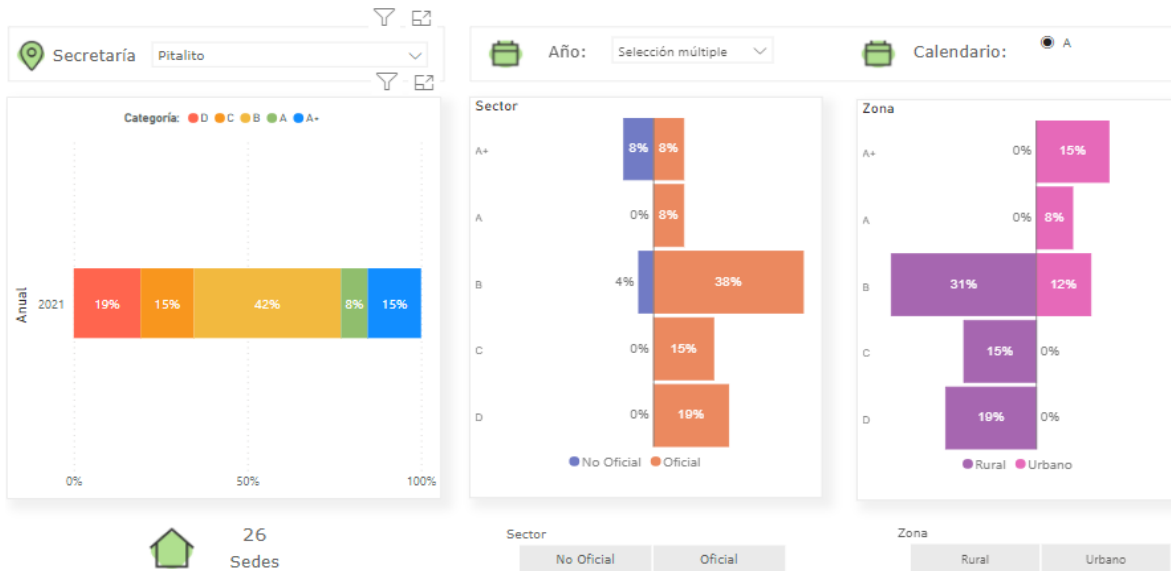 Secretaría
Pitalito
Año:
Selección múltiple
Calendario:
A
Categoría: D C B A A+
Anual
2021
19% 15% 42% 8% 15%
0% 50% 100%
26
Sedes
Sector
A+ 8% 8%
A 0% 8%
B 4% 38%
C 0% 15%
D 0% 19%
No Oficial Oficial
Sector
No Oficial Oficial
Zona
A+ 0% 15%
A 0% 8%
B 31% 12%
C 15% 0%
D 19% 0%
Rural Urbano
Zona
Rural Urbano